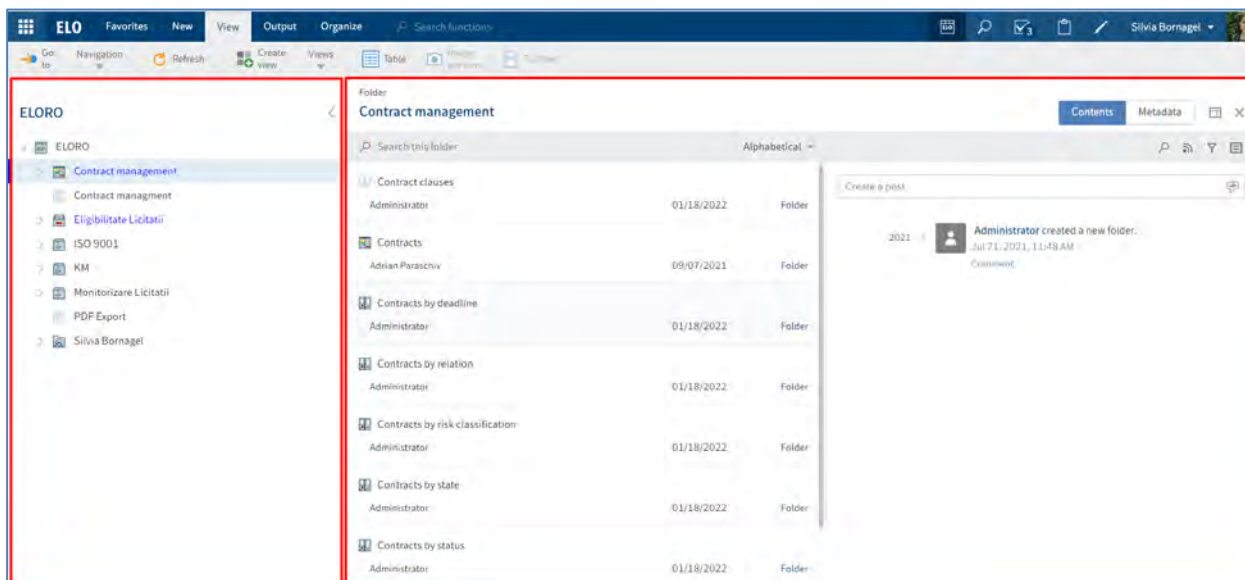 ELO Favorites New View Output Organize Search functions 3 Silvia Bornagel
Go to Navigation Refresh Create view Views Table
ELORO
ELORO
Contract management
Contract managment
Eligibilitate Licitatii
ISO 9001
KM
Monitorizare Licitatii
PDF Export
Silvia Bornagel
Folder
Contract management
Contents Metadata
Search this folder Alphabetical
Contract clauses
Administrator 01/18/2022 Folder
Contracts
Adrian Paraschiv 09/07/2021 Folder
Contracts by deadline
Administrator 01/18/2022 Folder
Contracts by relation
Administrator 01/18/2022 Folder
Contracts by risk classification
Administrator 01/18/2022 Folder
Contracts by state
Administrator 01/18/2022 Folder
Contracts by status
Administrator 01/18/2022 Folder
Create a post
2021 Administrator created a new folder.
Jul 21, 2021, 11:48 AM
Comment